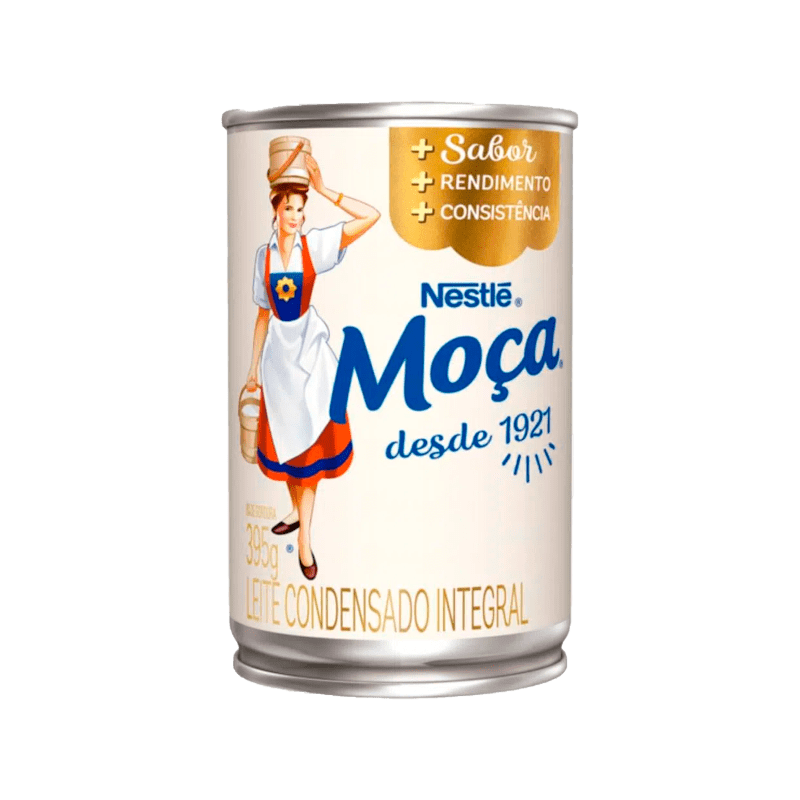 + Sabor
+ RENDIMENTO
+ CONSISTÊNCIA
Nestlé®
Moça®
desde 1921
395g
®
LEITE CONDENSADO INTEGRAL